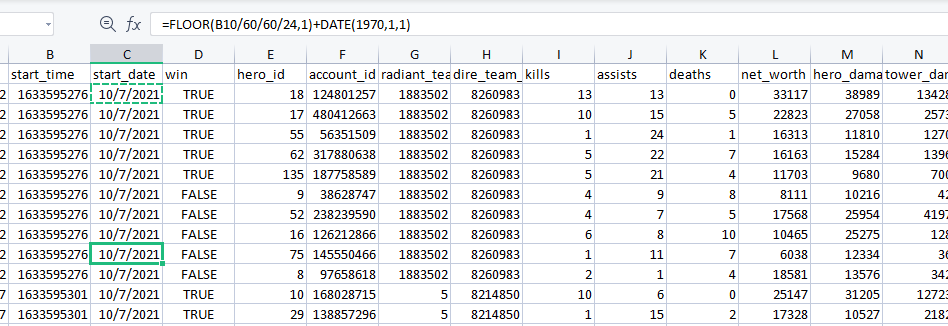 fx =FLOOR(B10/60/60/24,1)+DATE(1970,1,1)
B C D E F G H I J K L M N
start_time start_date win hero_id account_id radiant_tea dire_team_ kills assists deaths net_worth hero_dama tower_dan
2 1633595276 10/7/2021 TRUE 18 124801257 1883502 8260983 13 13 0 33117 38989 13428
2 1633595276 10/7/2021 TRUE 17 480412663 1883502 8260983 10 15 5 22823 27058 2573
2 1633595276 10/7/2021 TRUE 55 56351509 1883502 8260983 1 24 1 16313 11810 1270
2 1633595276 10/7/2021 TRUE 62 317880638 1883502 8260983 5 22 7 16163 15284 1396
2 1633595276 10/7/2021 TRUE 135 187758589 1883502 8260983 5 21 4 11703 9680 700
2 1633595276 10/7/2021 FALSE 9 38628747 1883502 8260983 4 9 8 8111 10216 42
2 1633595276 10/7/2021 FALSE 52 238239590 1883502 8260983 4 7 5 17568 25954 4197
2 1633595276 10/7/2021 FALSE 16 126212866 1883502 8260983 6 8 10 10465 25275 128
2 1633595276 10/7/2021 FALSE 75 145550466 1883502 8260983 1 11 7 6038 12334 36
2 1633595276 10/7/2021 FALSE 8 97658618 1883502 8260983 2 1 4 18581 13576 342
7 1633595301 10/7/2021 TRUE 10 168028715 5 8214850 10 6 0 25147 31205 12723
7 1633595301 10/7/2021 TRUE 29 138857296 5 8214850 1 15 2 17328 10527 218